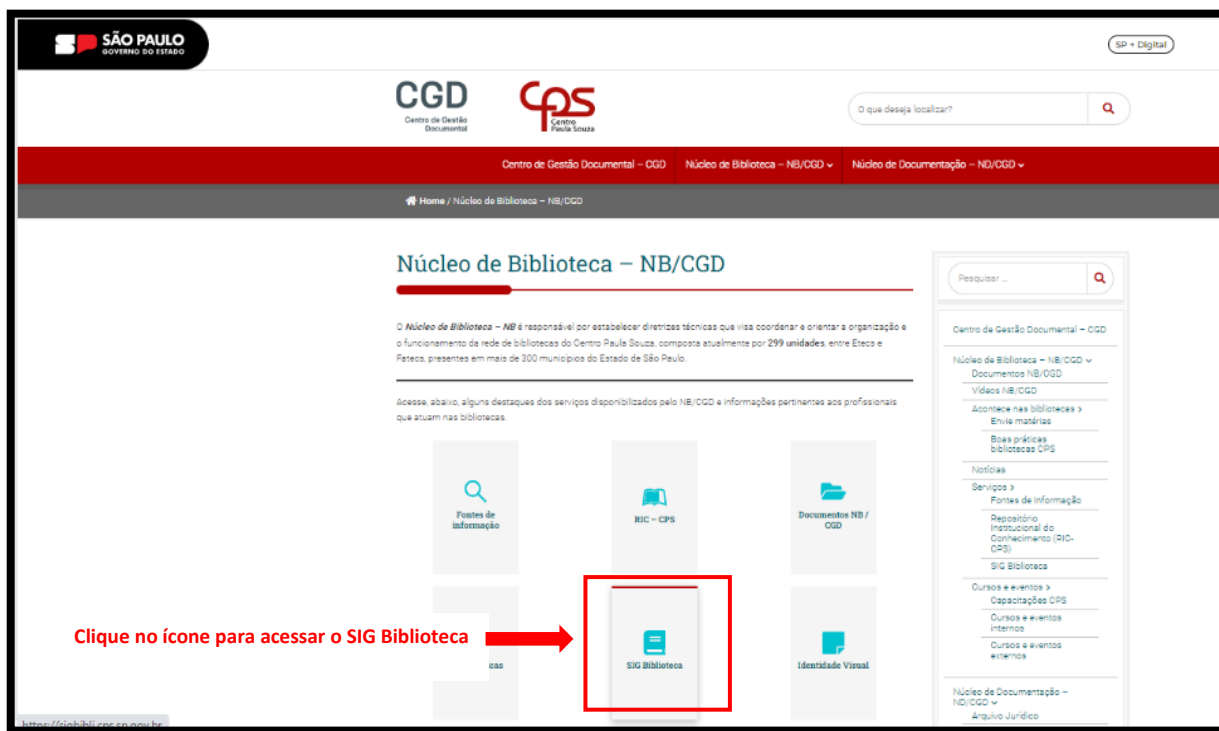 SÃO PAULO
GOVERNO DO ESTADO
SP + Digital
CGD
Centro de Gestão
Documental
CPS
Centro
Paula Souza
O que deseja localizar?
Centro de Gestão Documental – CGD
Núcleo de Biblioteca – NB/CGD
Núcleo de Documentação – ND/CGD
Home / Núcleo de Biblioteca – NB/CGD
Núcleo de Biblioteca – NB/CGD
O Núcleo de Biblioteca – NB é responsável por estabelecer diretrizes técnicas que visa coordenar e orientar a organização e
o funcionamento da rede de bibliotecas do Centro Paula Souza, composta atualmente por 299 unidades, entre Etecs e
Fatecs, presentes em mais de 300 municípios do Estado de São Paulo.
Acesse, abaixo, alguns destaques dos serviços disponibilizados pelo NB/CGD e informações pertinentes aos profissionais
que atuam nas bibliotecas.
Fontes de
informação
RIC – CPS
Documentos NB /
CGD
Clique no ícone para acessar o SIG Biblioteca
icas
SIG Biblioteca
Identidade Visual
Pesquisar ...
Centro de Gestão Documental – CGD
Núcleo de Biblioteca – NB/CGD
Documentos NB/CGD
Vídeos NB/CGD
Acontece nas bibliotecas >
Envie matérias
Boas práticas
bibliotecas CPS
Notícias
Serviços >
Fontes de Informação
Repositório
Institucional do
Conhecimento (RIC-
CPS)
SIG Biblioteca
Cursos e eventos >
Capacitações CPS
Cursos e eventos
internos
Cursos e eventos
externos
Núcleo de Documentação –
ND/CGD
Arquivo Jurídico
https://sigbibli.cps.sp.gov.br